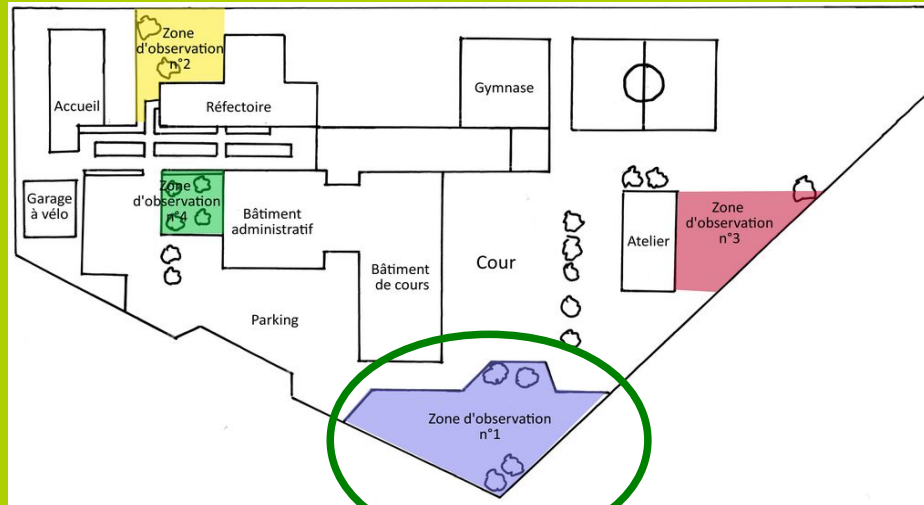 Zone
d'observation
n°2
Accueil
Réfectoire
Gymnase
Garage
à vélo
Zone
d'observation
n°4
Bâtiment
administratif
Atelier
Zone
d'observation
n°3
Bâtiment
de cours
Cour
Parking
Zone d'observation
n°1